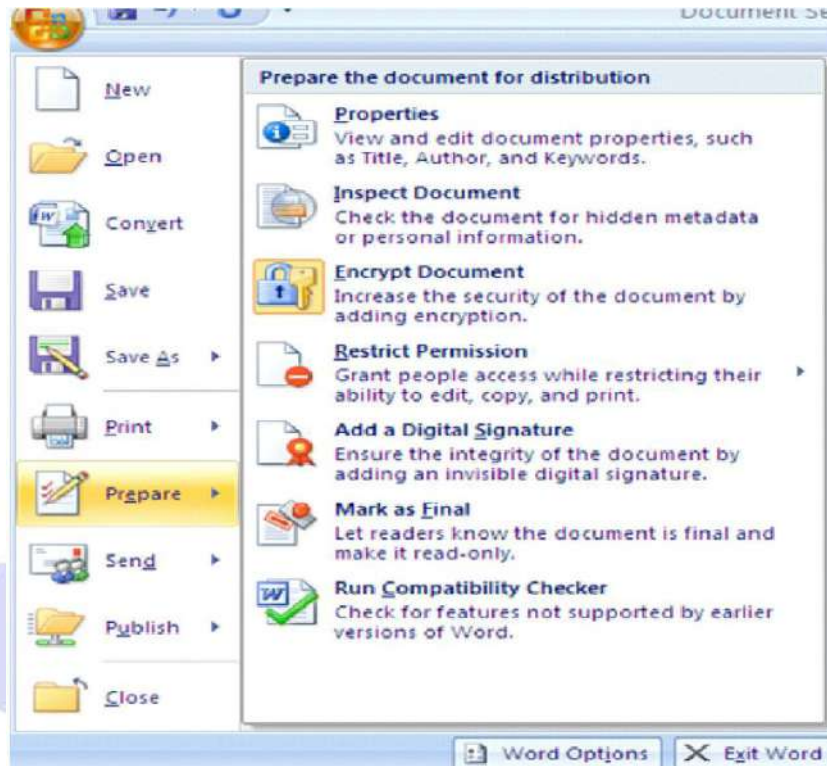 Document Se
New
Open
Convert
Save
Save As
Print
Prepare
Send
Publish
Close
Prepare the document for distribution
Properties
View and edit document properties, such
as Title, Author, and Keywords.
Inspect Document
Check the document for hidden metadata
or personal information.
Encrypt Document
Increase the security of the document by
adding encryption.
Restrict Permission
Grant people access while restricting their
ability to edit, copy, and print.
Add a Digital Signature
Ensure the integrity of the document by
adding an invisible digital signature.
Mark as Final
Let readers know the document is final and
make it read-only.
Run Compatibility Checker
Check for features not supported by earlier
versions of Word.
Word Options
Exit Word